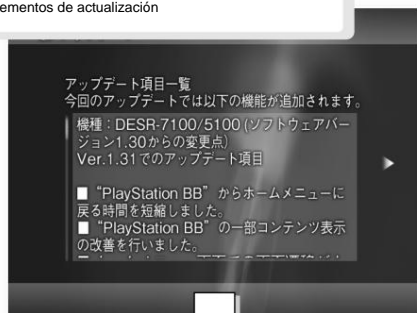 ementos de actualización
アップデート項目一覧
今回のアップデートでは以下の機能が追加されます。
機種：DESR-7100/5100 (ソフトウェアバー
ジョン1.30からの変更点)
Ver.1.31でのアップデート項目
■ “PlayStation BB” からホームメニューに
戻る時間を短縮しました。
■ “PlayStation BB” の一部コンテンツ表示
の改善を行いました。